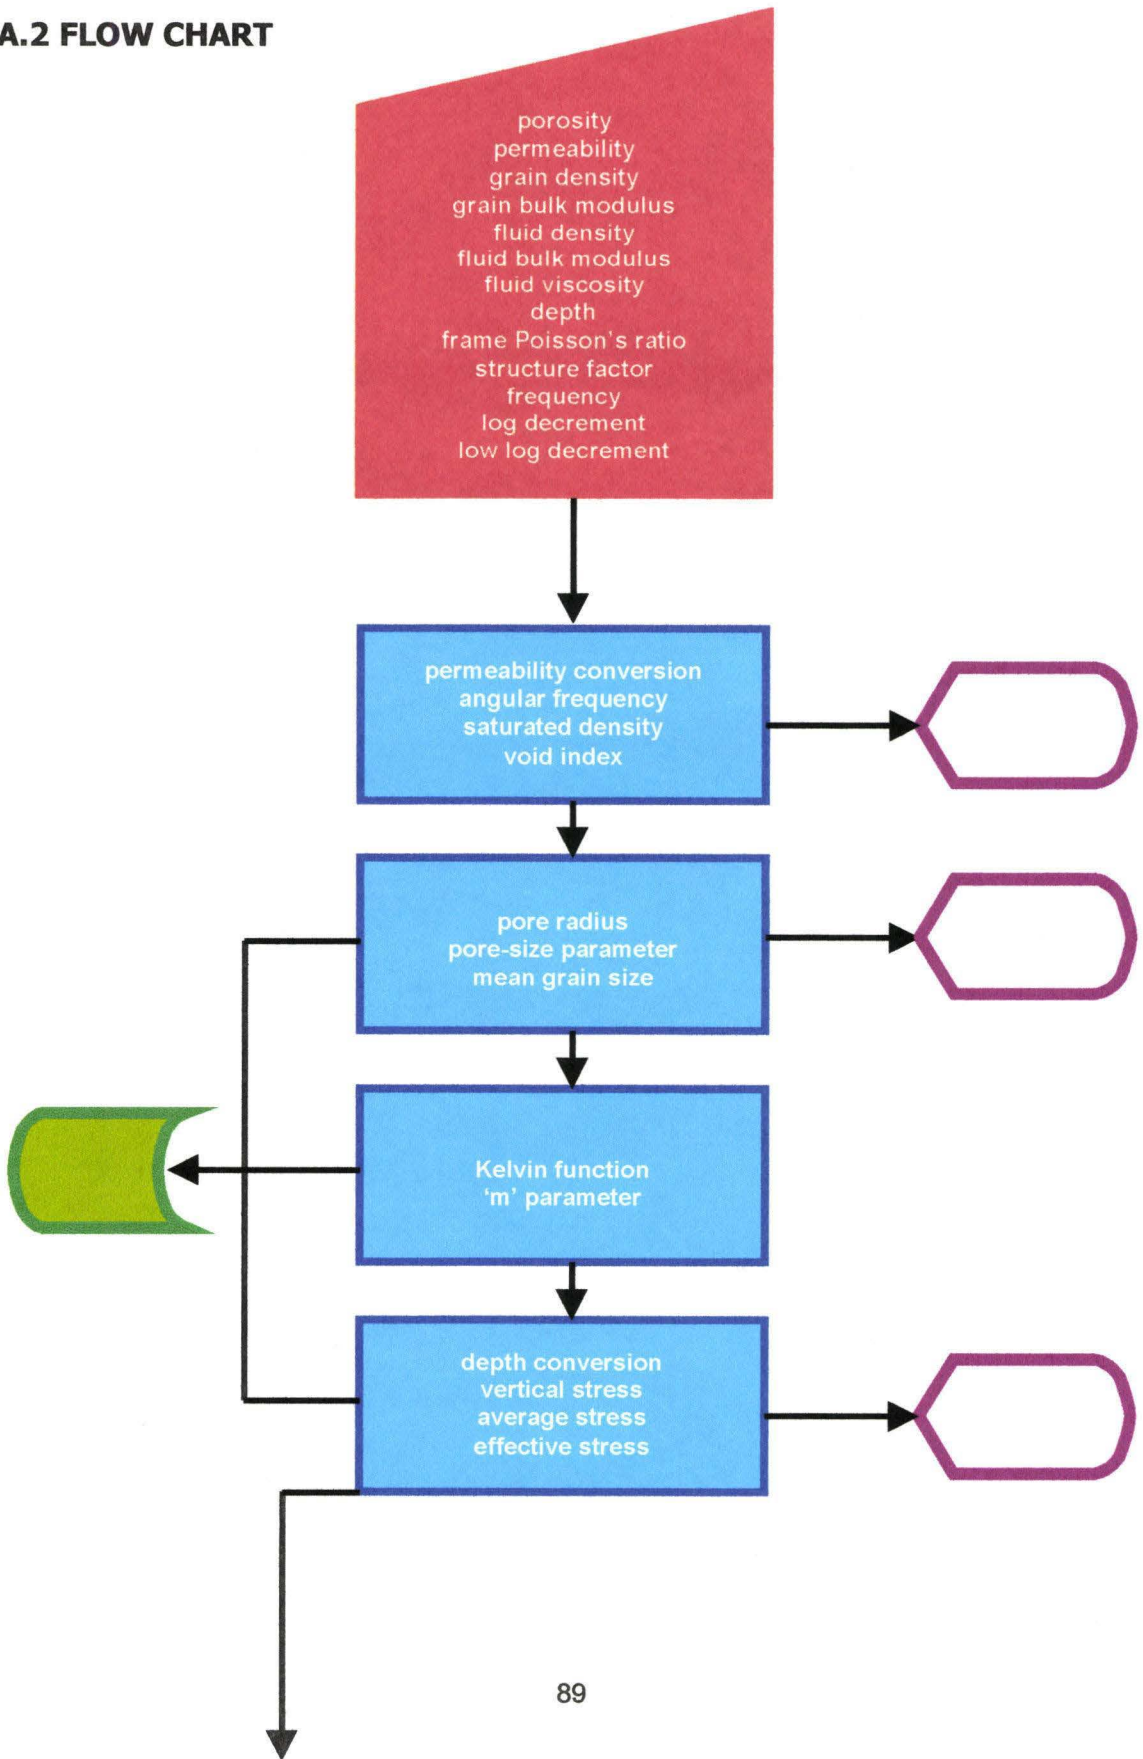 A.2 FLOW CHART
porosity
permeability
grain density
grain bulk modulus
fluid density
fluid bulk modulus
fluid viscosity
depth
frame Poisson's ratio
structure factor
frequency
log decrement
low log decrement
permeability conversion
angular frequency
saturated density
void index
pore radius
pore-size parameter
mean grain size
Kelvin function
'm' parameter
depth conversion
vertical stress
average stress
effective stress
89